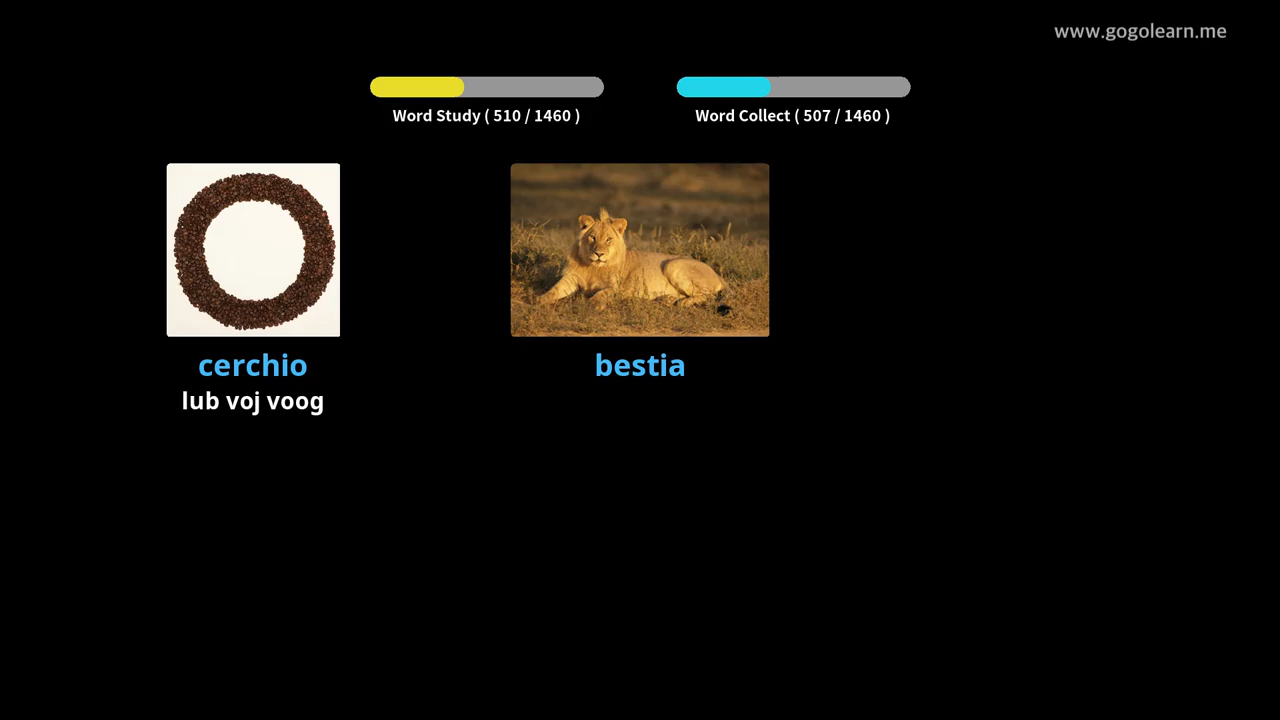 www.gogolearn.me
Word Study ( 510 / 1460 )
Word Collect ( 507 / 1460 )
cerchio
lub voj voog
bestia